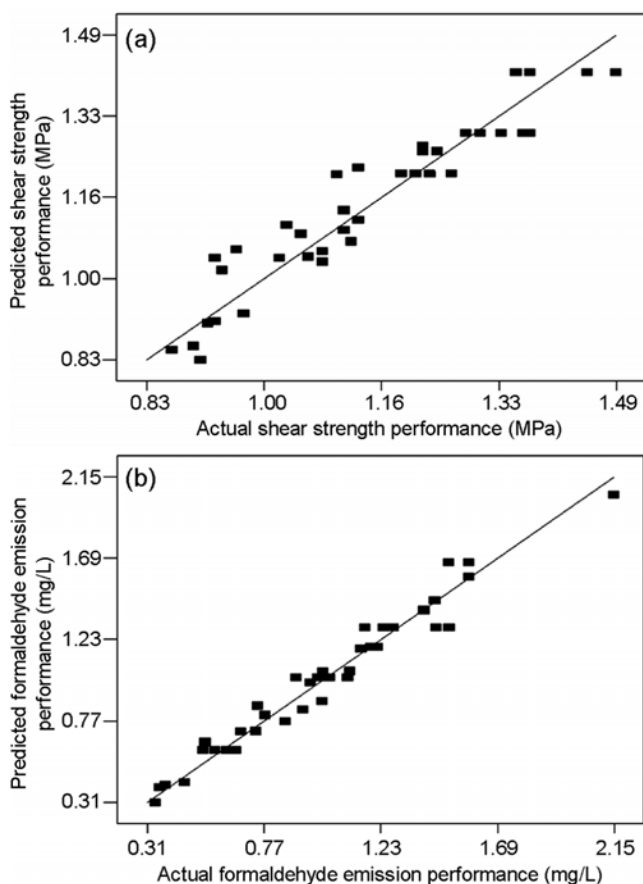 (a)
Predicted shear strength
performance (MPa)
1.49
1.33
1.16
1.00
0.83
0.83 1.00 1.16 1.33 1.49
Actual shear strength performance (MPa)
(b)
Predicted formaldehyde emission
performance (mg/L)
2.15
1.69
1.23
0.77
0.31
0.31 0.77 1.23 1.69 2.15
Actual formaldehyde emission performance (mg/L)